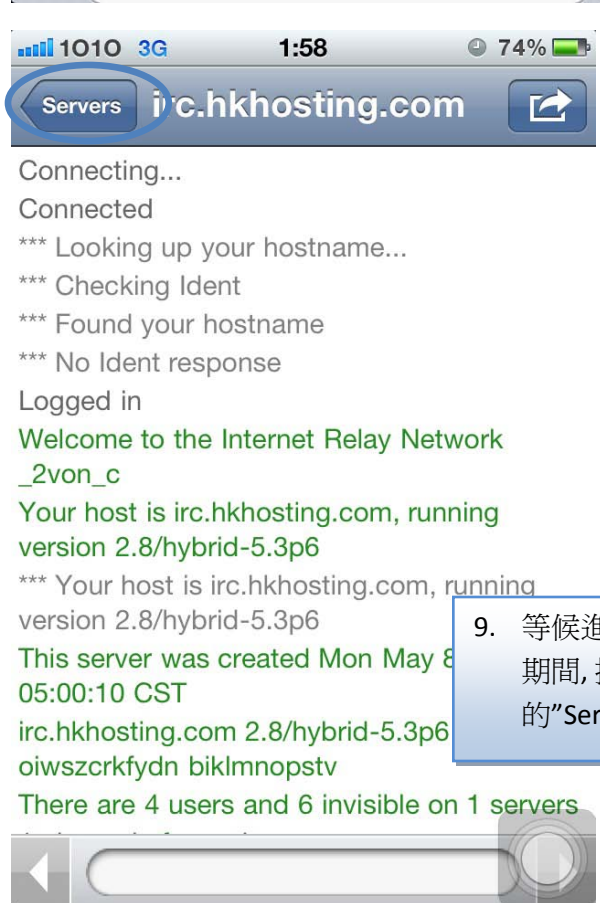 1O1O 3G 1:58 74%
Servers irc.hkhosting.com
Connecting...
Connected
*** Looking up your hostname...
*** Checking Ident
*** Found your hostname
*** No Ident response
Logged in
Welcome to the Internet Relay Network
_2von_c
Your host is irc.hkhosting.com, running
version 2.8/hybrid-5.3p6
*** Your host is irc.hkhosting.com, running
version 2.8/hybrid-5.3p6
This server was created Mon May 8
05:00:10 CST
irc.hkhosting.com 2.8/hybrid-5.3p6
oiwszcrkfydn biklmnopstv
There are 4 users and 6 invisible on 1 servers
9. 等候進
期間,
的"Ser